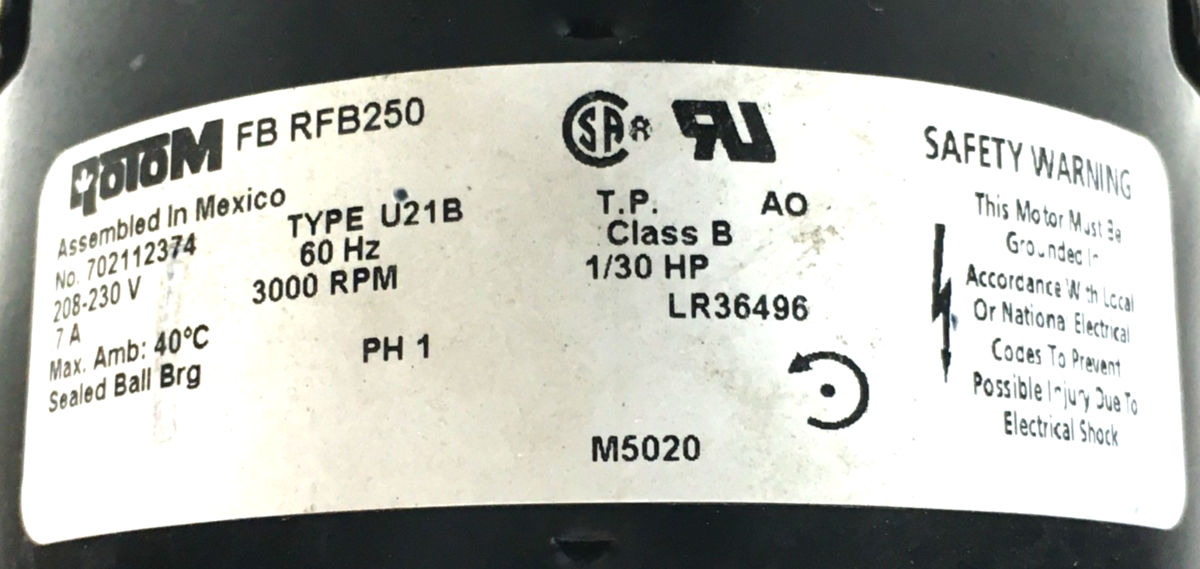 ROTOM FB RFB250
Assembled In Mexico
No. 702112374 TYPE U21B
208-230 V 60 Hz
7 A 3000 RPM
Max. Amb: 40°C
Sealed Ball Brg PH 1
SA ® RU
T.P. AO
Class B
1/30 HP
LR36496
M5020
SAFETY WARNING
This Motor Must Be
Grounded In
Accordance With Local
Or National Electrical
Codes To Prevent
Possible Injury Due To
Electrical Shock